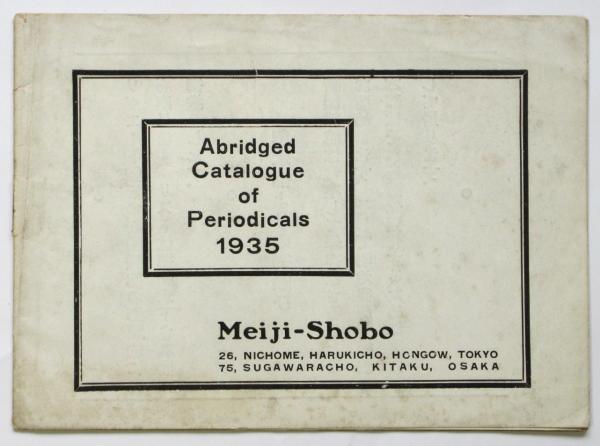 Abridged
Catalogue
of
Periodicals
1935
Meiji-Shobo
26, NICHOME, HARUKICHO, HONGOW, TOKYO
75, SUGAWARACHO, KITAKU, OSAKA